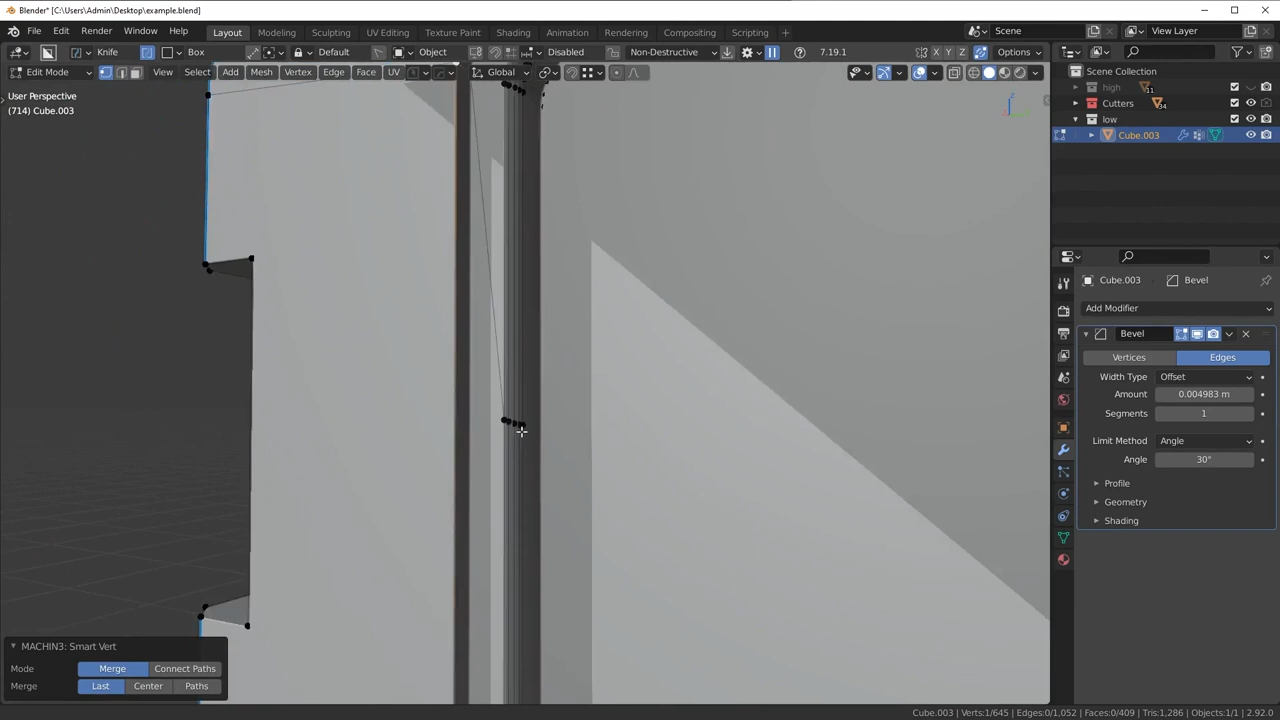 Blender* [C:\Users\Admin\Desktop\example.blend]
File Edit Render Window Help Layout Modeling Sculpting UV Editing Texture Paint Shading Animation Rendering Compositing Scripting Scene View Layer
Knife Box Default Object Disabled Non-Destructive 7.19.1 X Y Z Options
Edit Mode View Select Add Mesh Vertex Edge Face UV Global
User Perspective
(714) Cube.003
Z
Scene Collection
high 11
Cutters 34
low
Cube.003
Cube.003 Bevel
Add Modifier
Bevel
Vertices Edges
Width Type Offset
Amount 0.004983 m
Segments 1
Limit Method Angle
Angle 30°
Profile
Geometry
Shading
MACHIN3: Smart Vert
Mode Merge Connect Paths
Merge Last Center Paths
Cube.003 | Verts:1/645 | Edges:0/1,052 | Faces:0/409 | Tris:1,286 | Objects:1/1 | 2.92.0